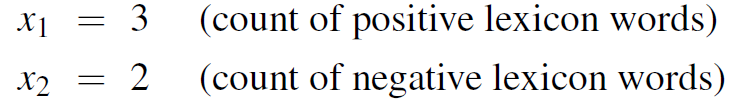 x₁ = 3 (count of positive lexicon words)
x₂ = 2 (count of negative lexicon words)